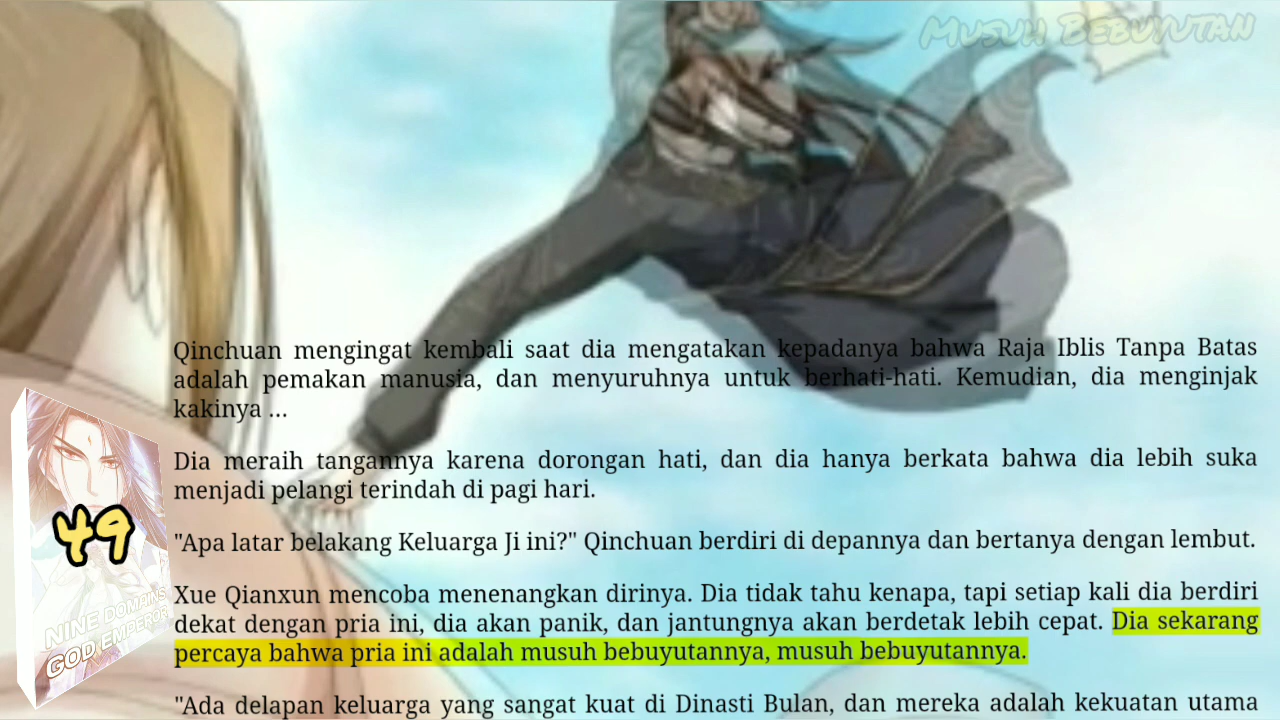 Musuh Bebuyutan
Qinchuan mengingat kembali saat dia mengatakan kepadanya bahwa Raja Iblis Tanpa Batas
adalah pemakan manusia, dan menyuruhnya untuk berhati-hati. Kemudian, dia menginjak
kakinya ...
Dia meraih tangannya karena dorongan hati, dan dia hanya berkata bahwa dia lebih suka
menjadi pelangi terindah di pagi hari.
"Apa latar belakang Keluarga Ji ini?" Qinchuan berdiri di depannya dan bertanya dengan lembut.
Xue Qianxun mencoba menenangkan dirinya. Dia tidak tahu kenapa, tapi setiap kali dia berdiri
dekat dengan pria ini, dia akan panik, dan jantungnya akan berdetak lebih cepat. Dia sekarang
percaya bahwa pria ini adalah musuh bebuyutannya, musuh bebuyutannya.
"Ada delapan keluarga yang sangat kuat di Dinasti Bulan, dan mereka adalah kekuatan utama
49
NINE DOMAINS
GOD EMPEROR